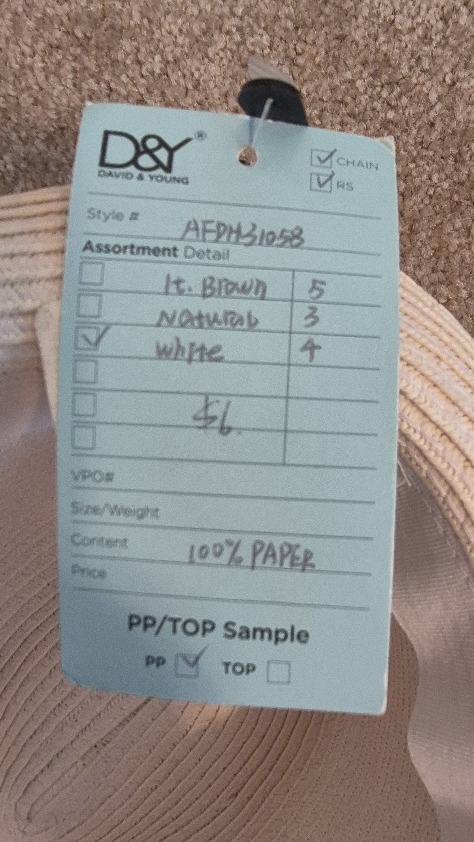 D&Y®
DAVID & YOUNG
CHAIN
RS
Style # AFPH31058
Assortment Detail
lt. Brown 5
Natural 3
white 4
$6.
VPO#
Size/Weight
Content 100% PAPER
Price
PP/TOP Sample
PP TOP